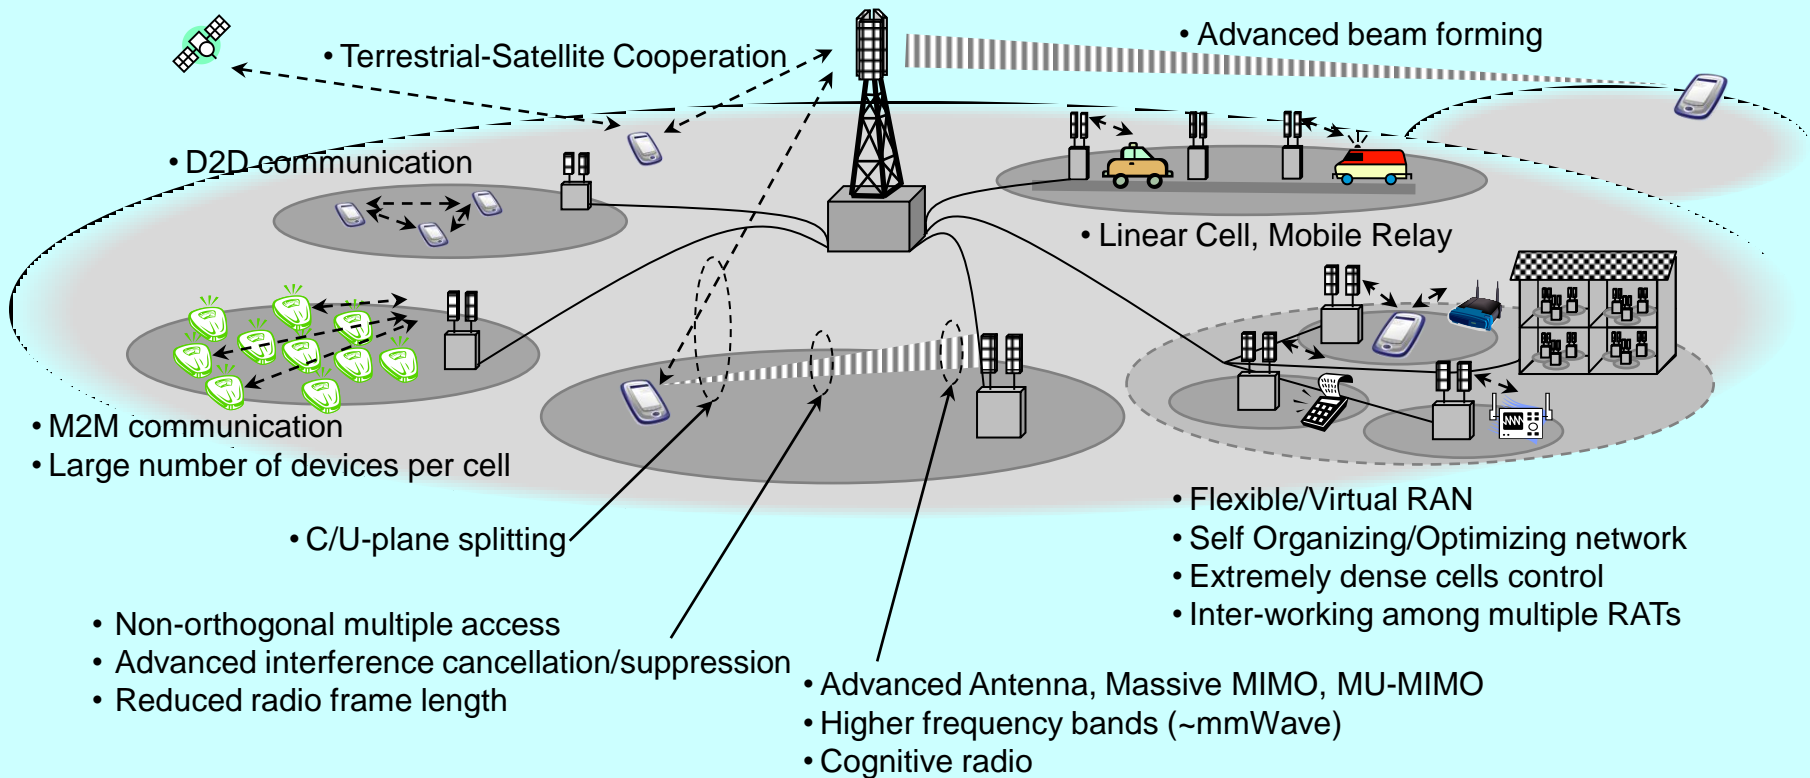 • Terrestrial-Satellite Cooperation
• Advanced beam forming
• D2D communication
• Linear Cell, Mobile Relay
• M2M communication
• Large number of devices per cell
• C/U-plane splitting
• Flexible/Virtual RAN
• Self Organizing/Optimizing network
• Extremely dense cells control
• Inter-working among multiple RATs
• Non-orthogonal multiple access
• Advanced interference cancellation/suppression
• Reduced radio frame length
• Advanced Antenna, Massive MIMO, MU-MIMO
• Higher frequency bands (~mmWave)
• Cognitive radio